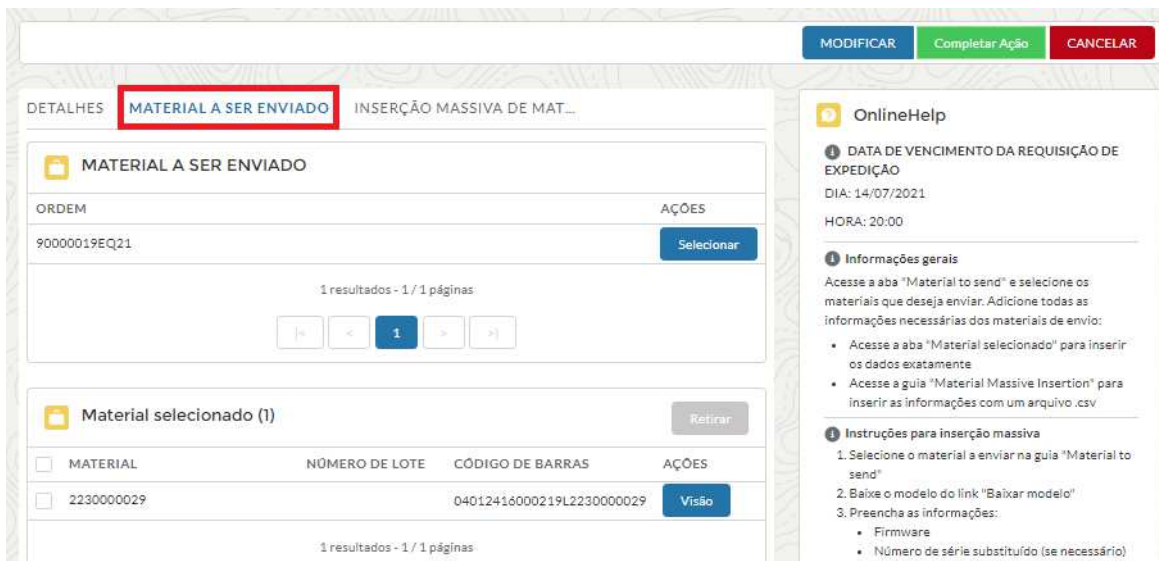 MODIFICAR Completar Ação CANCELAR
DETALHES MATERIAL A SER ENVIADO INSERÇÃO MASSIVA DE MAT...
MATERIAL A SER ENVIADO
ORDEM AÇÕES
90000019EQ21 Selecionar
1 resultados - 1 / 1 páginas
|< < 1 > >|
Material selecionado (1) Retirar
MATERIAL NÚMERO DE LOTE CÓDIGO DE BARRAS AÇÕES
2230000029 04012416000219L2230000029 Visão
1 resultados - 1 / 1 páginas
OnlineHelp
DATA DE VENCIMENTO DA REQUISIÇÃO DE
EXPEDIÇÃO
DIA: 14/07/2021
HORA: 20:00
Informações gerais
Acesse a aba "Material to send" e selecione os
materiais que deseja enviar. Adicione todas as
informações necessárias dos materiais de envio:
• Acesse a aba "Material selecionado" para inserir
os dados exatamente
• Acesse a guia "Material Massive Insertion" para
inserir as informações com um arquivo .csv
Instruções para inserção massiva
1. Selecione o material a enviar na guia "Material to
send"
2. Baixe o modelo do link "Baixar modelo"
3. Preencha as informações:
• Firmware
• Número de série substituído (se necessário)